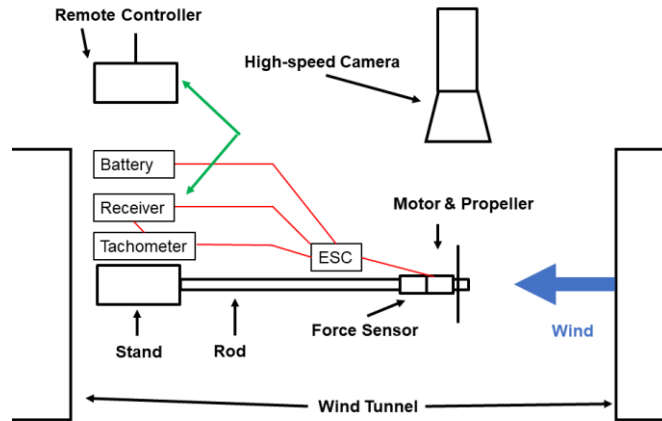 Remote Controller
High-speed Camera
Battery
Receiver
Motor & Propeller
Tachometer
ESC
Force Sensor
Wind
Stand
Rod
Wind Tunnel